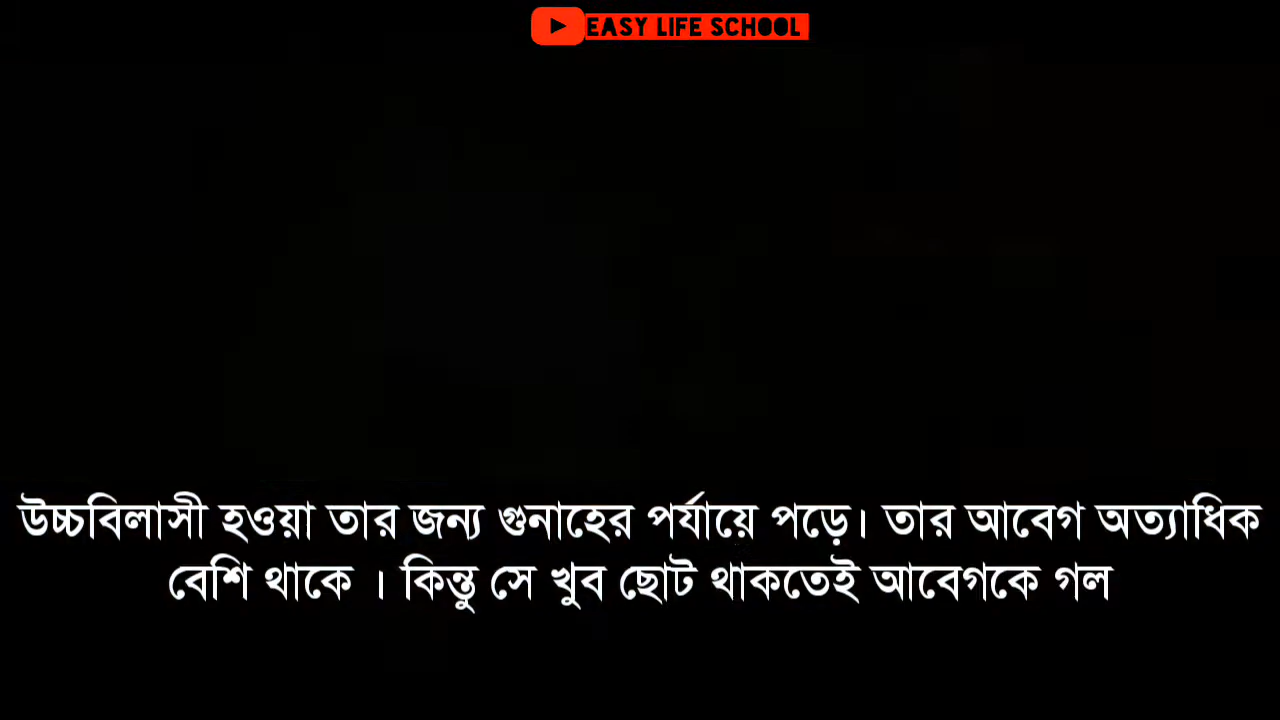 EASY LIFE SCHOOL
উচ্চবিলাসী হওয়া তার জন্য গুনাহের পর্যায়ে পড়ে। তার আবেগ অত্যাধিক
বেশি থাকে । কিন্তু সে খুব ছোট থাকতেই আবেগকে গল